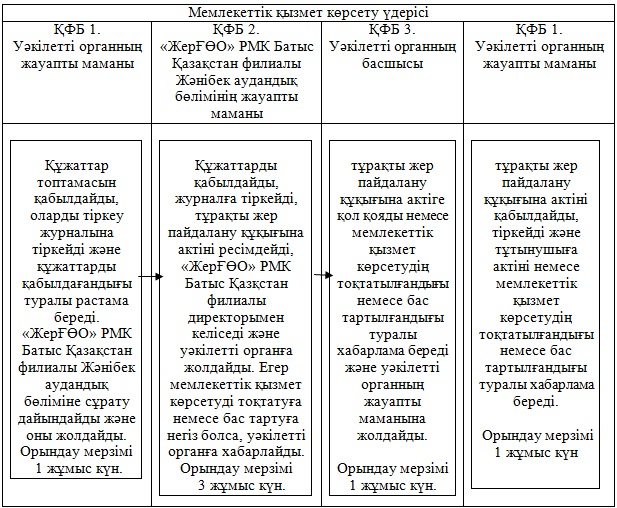 Мемлекеттік қызмет көрсету үдерісі
ҚФБ 1.
Уәкілетті органның
жауапты маманы
ҚФБ 2.
«ЖерҒӨО» РМК Батыс
Қазақстан филиалы
Жәнібек аудандық
бөлімінің жауапты
маманы
ҚФБ 3.
Уәкілетті органның
басшысы
ҚФБ 1.
Уәкілетті органның
жауапты маманы
Құжаттар
топтамасын
қабылдайды,
оларды тіркеу
журналына
тіркейді және
құжаттарды
қабылдағандығы
туралы растама
береді.
«ЖерҒӨО» РМК
Батыс Қазақстан
филиалы Жәнібек
аудандық
бөліміне сұрату
дайындайды және
оны жолдайды.
Орындау мерзімі
1 жұмыс күн.
Құжаттарды
қабылдайды,
журналға тіркейді,
тұрақты жер
пайдалану құқығына
актіні ресімдейді,
«ЖерҒӨО» РМК
Батыс Қазқстан
филиалы
директорымен
келіседі және
уәкілетті органға
жолдайды. Егер
мемлекеттік қызмет
көрсетуді тоқтатуға
немесе бас тартуға
негіз болса, уәкілетті
органға хабарлайды.
Орындау мерзімі
3 жұмыс күн.
тұрақты жер
пайдалану
құқығына актіге
қол қояды немесе
мемлекеттік
қызмет
көрсетудің
тоқтатылғандығы
немесе бас
тартылғандығы
туралы
хабарлама береді
және уәкілетті
органның
жауапты
маманына
жолдайды.
Орындау мерзімі
1 жұмыс күн.
тұрақты жер
пайдалану
құқығына актіні
қабылдайды,
тіркейді және
тұтынушыға
актіні немесе
мемлекеттік
қызмет
көрсетудің
тоқтатылғандығы
немесе бас
тартылғандығы
туралы хабарлама
береді.
Орындау мерзімі
1 жұмыс күн